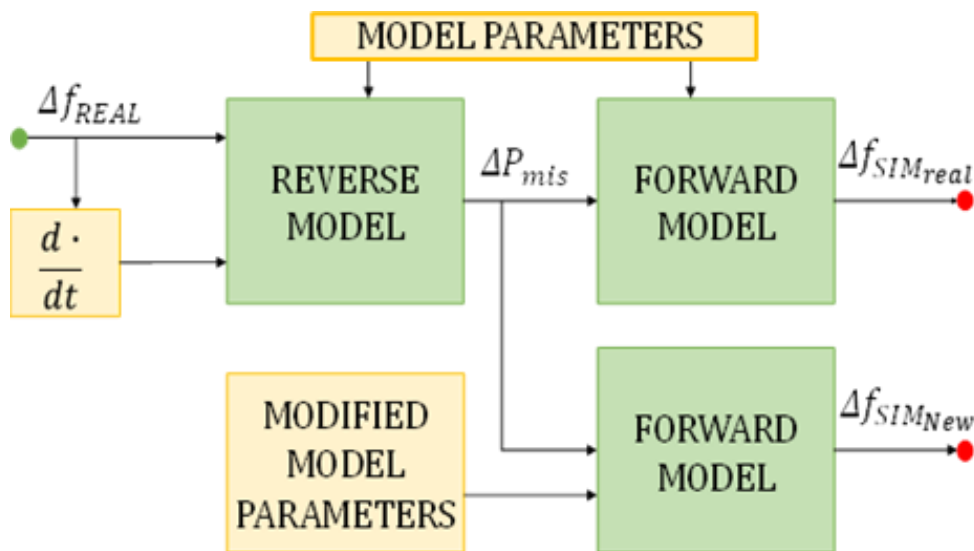 MODEL PARAMETERS
Δf_REAL
REVERSE
MODEL
ΔP_mis
FORWARD
MODEL
Δf_SIM_real
d ·
dt
MODIFIED
MODEL
PARAMETERS
FORWARD
MODEL
Δf_SIM_New